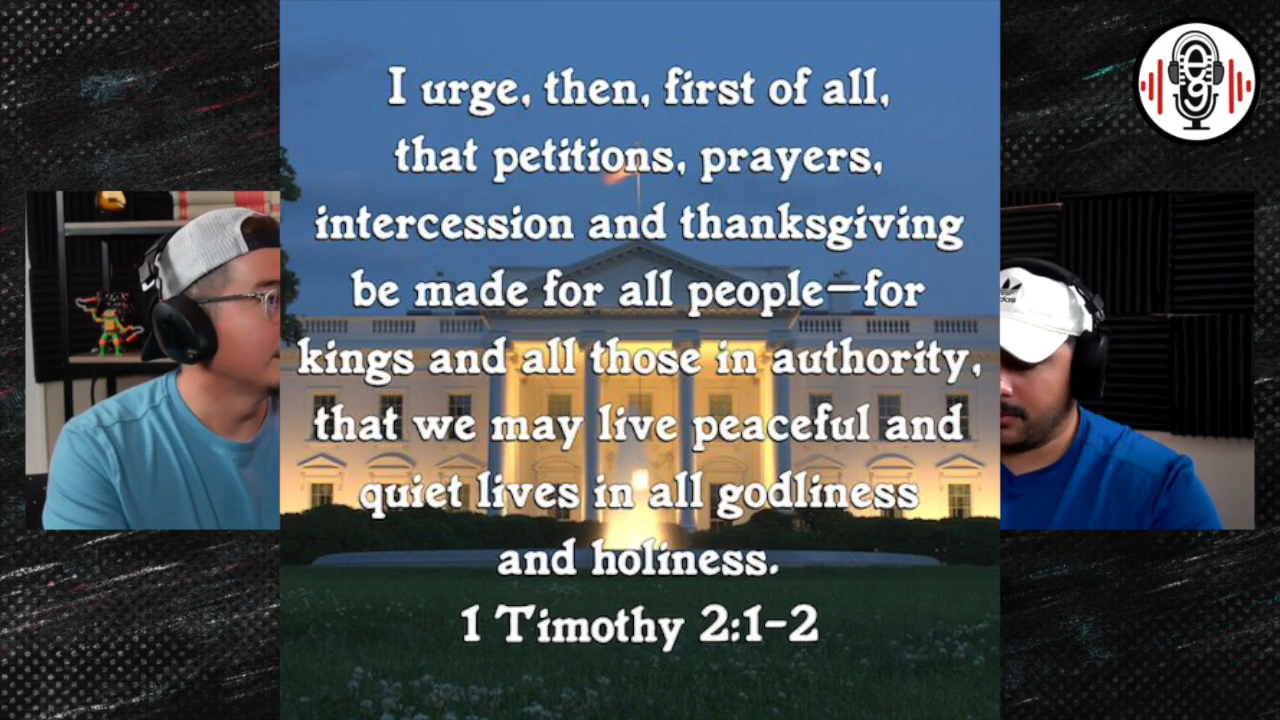 I urge, then, first of all,
that petitions, prayers,
intercession and thanksgiving
be made for all people—for
kings and all those in authority,
that we may live peaceful and
quiet lives in all godliness
and holiness.
1 Timothy 2:1-2
adidas